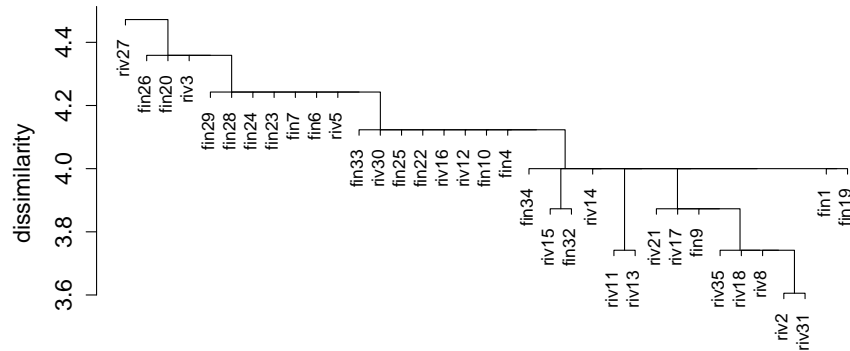 dissimilarity
4.4
4.2
4.0
3.8
3.6
riv27
fin26
fin20
riv3
fin29
fin28
fin24
fin23
fin7
fin6
riv5
fin33
riv30
fin25
fin22
riv16
riv12
fin10
fin4
fin34
riv15
fin32
riv14
riv11
riv13
riv21
riv17
fin9
riv35
riv18
riv8
riv2
riv31
fin1
fin19